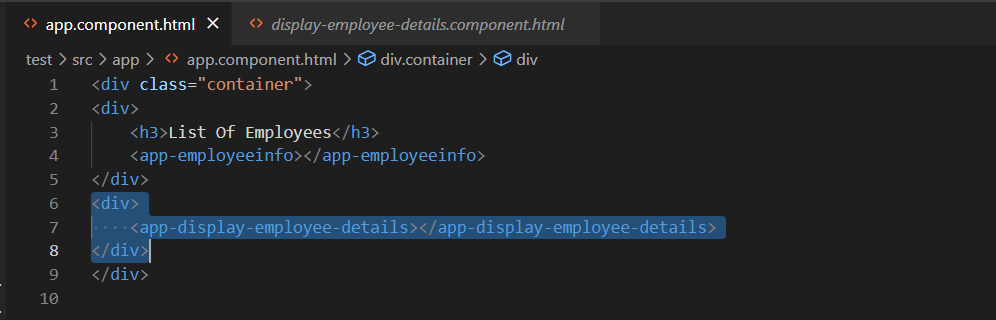 <> app.component.html × <> display-employee-details.component.html
test > src > app > <> app.component.html > div.container > div
1 <div class="container">
2 <div>
3     <h3>List Of Employees</h3>
4     <app-employeeinfo></app-employeeinfo>
5 </div>
6 <div>
7 ····<app-display-employee-details></app-display-employee-details>
8 </div>
9 </div>
10